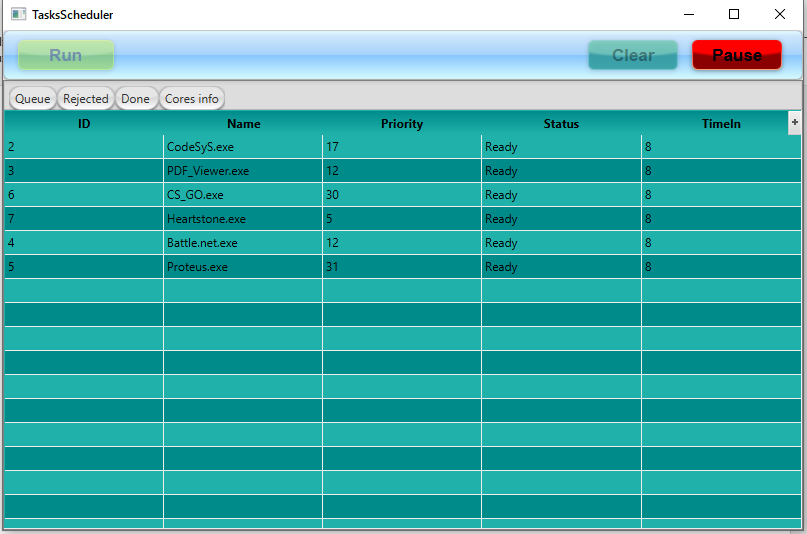 TasksScheduler
Run Clear Pause
Queue Rejected Done Cores info
ID Name Priority Status TimeIn +
2 CodeSyS.exe 17 Ready 8
3 PDF_Viewer.exe 12 Ready 8
6 CS_GO.exe 30 Ready 8
7 Heartstone.exe 5 Ready 8
4 Battle.net.exe 12 Ready 8
5 Proteus.exe 31 Ready 8